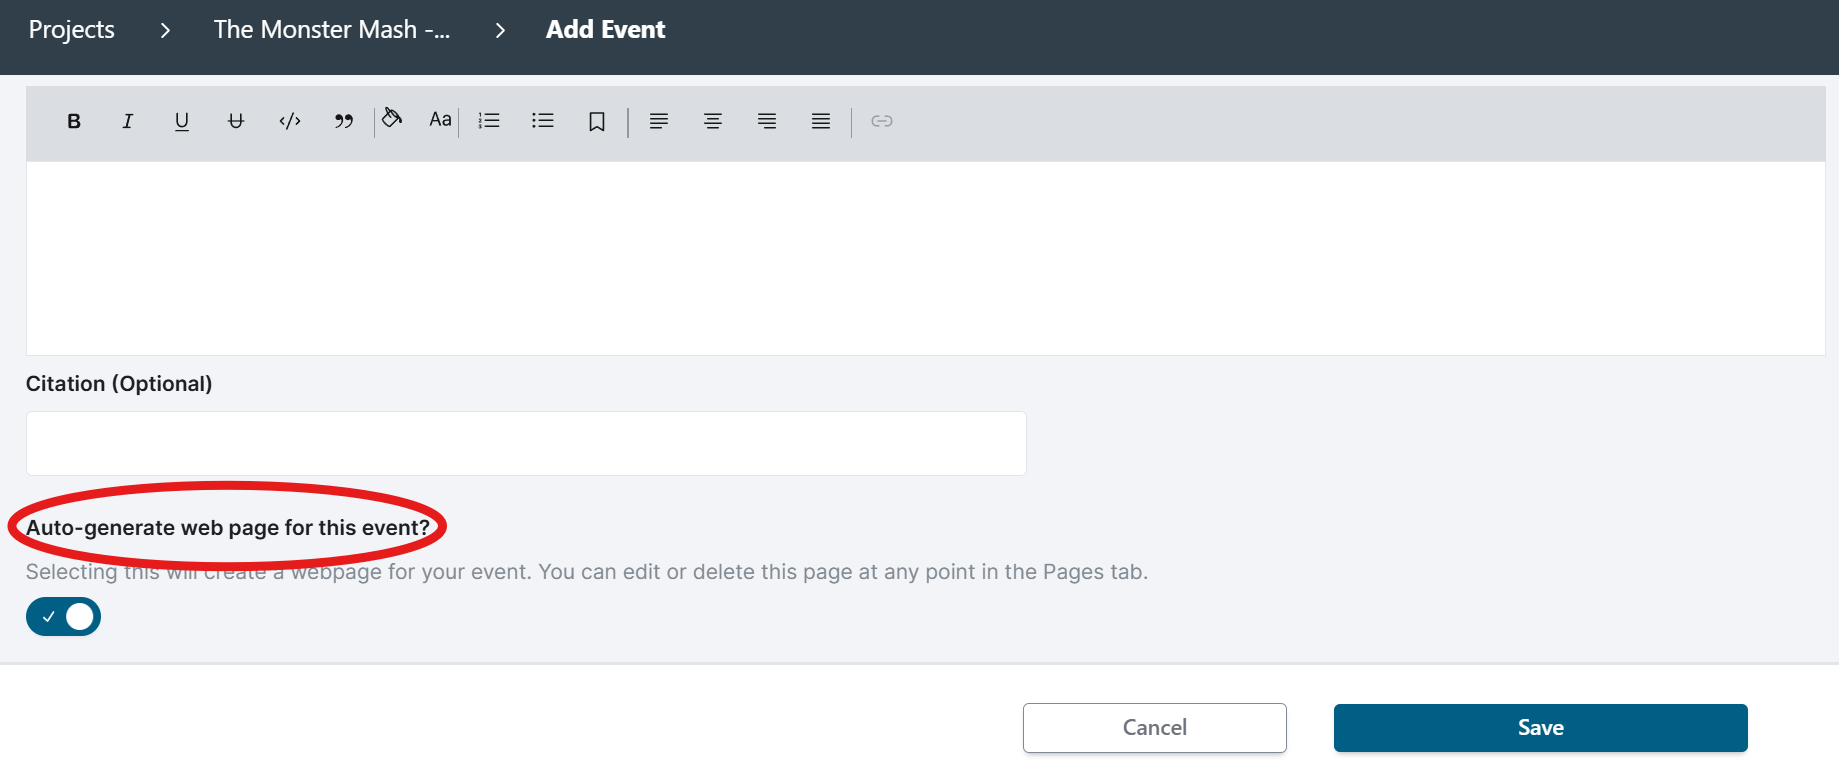 Projects > The Monster Mash -... > Add Event
B I U U </> ” Aa
Citation (Optional)
Auto-generate web page for this event?
Selecting this will create a webpage for your event. You can edit or delete this page at any point in the Pages tab.
Cancel Save